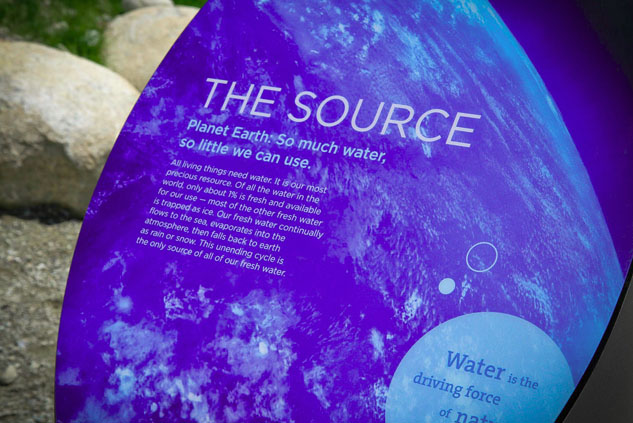 THE SOURCE
Planet Earth: So much water,
so little we can use.
All living things need water. It is our most
precious resource. Of all the water in the
world, only about 1% is fresh and available
for our use — most of the other fresh water
is trapped as ice. Our fresh water continually
flows to the sea, evaporates into the
atmosphere, then falls back to earth
as rain or snow. This unending cycle is
the only source of all of our fresh water.
Water is the
driving force
of